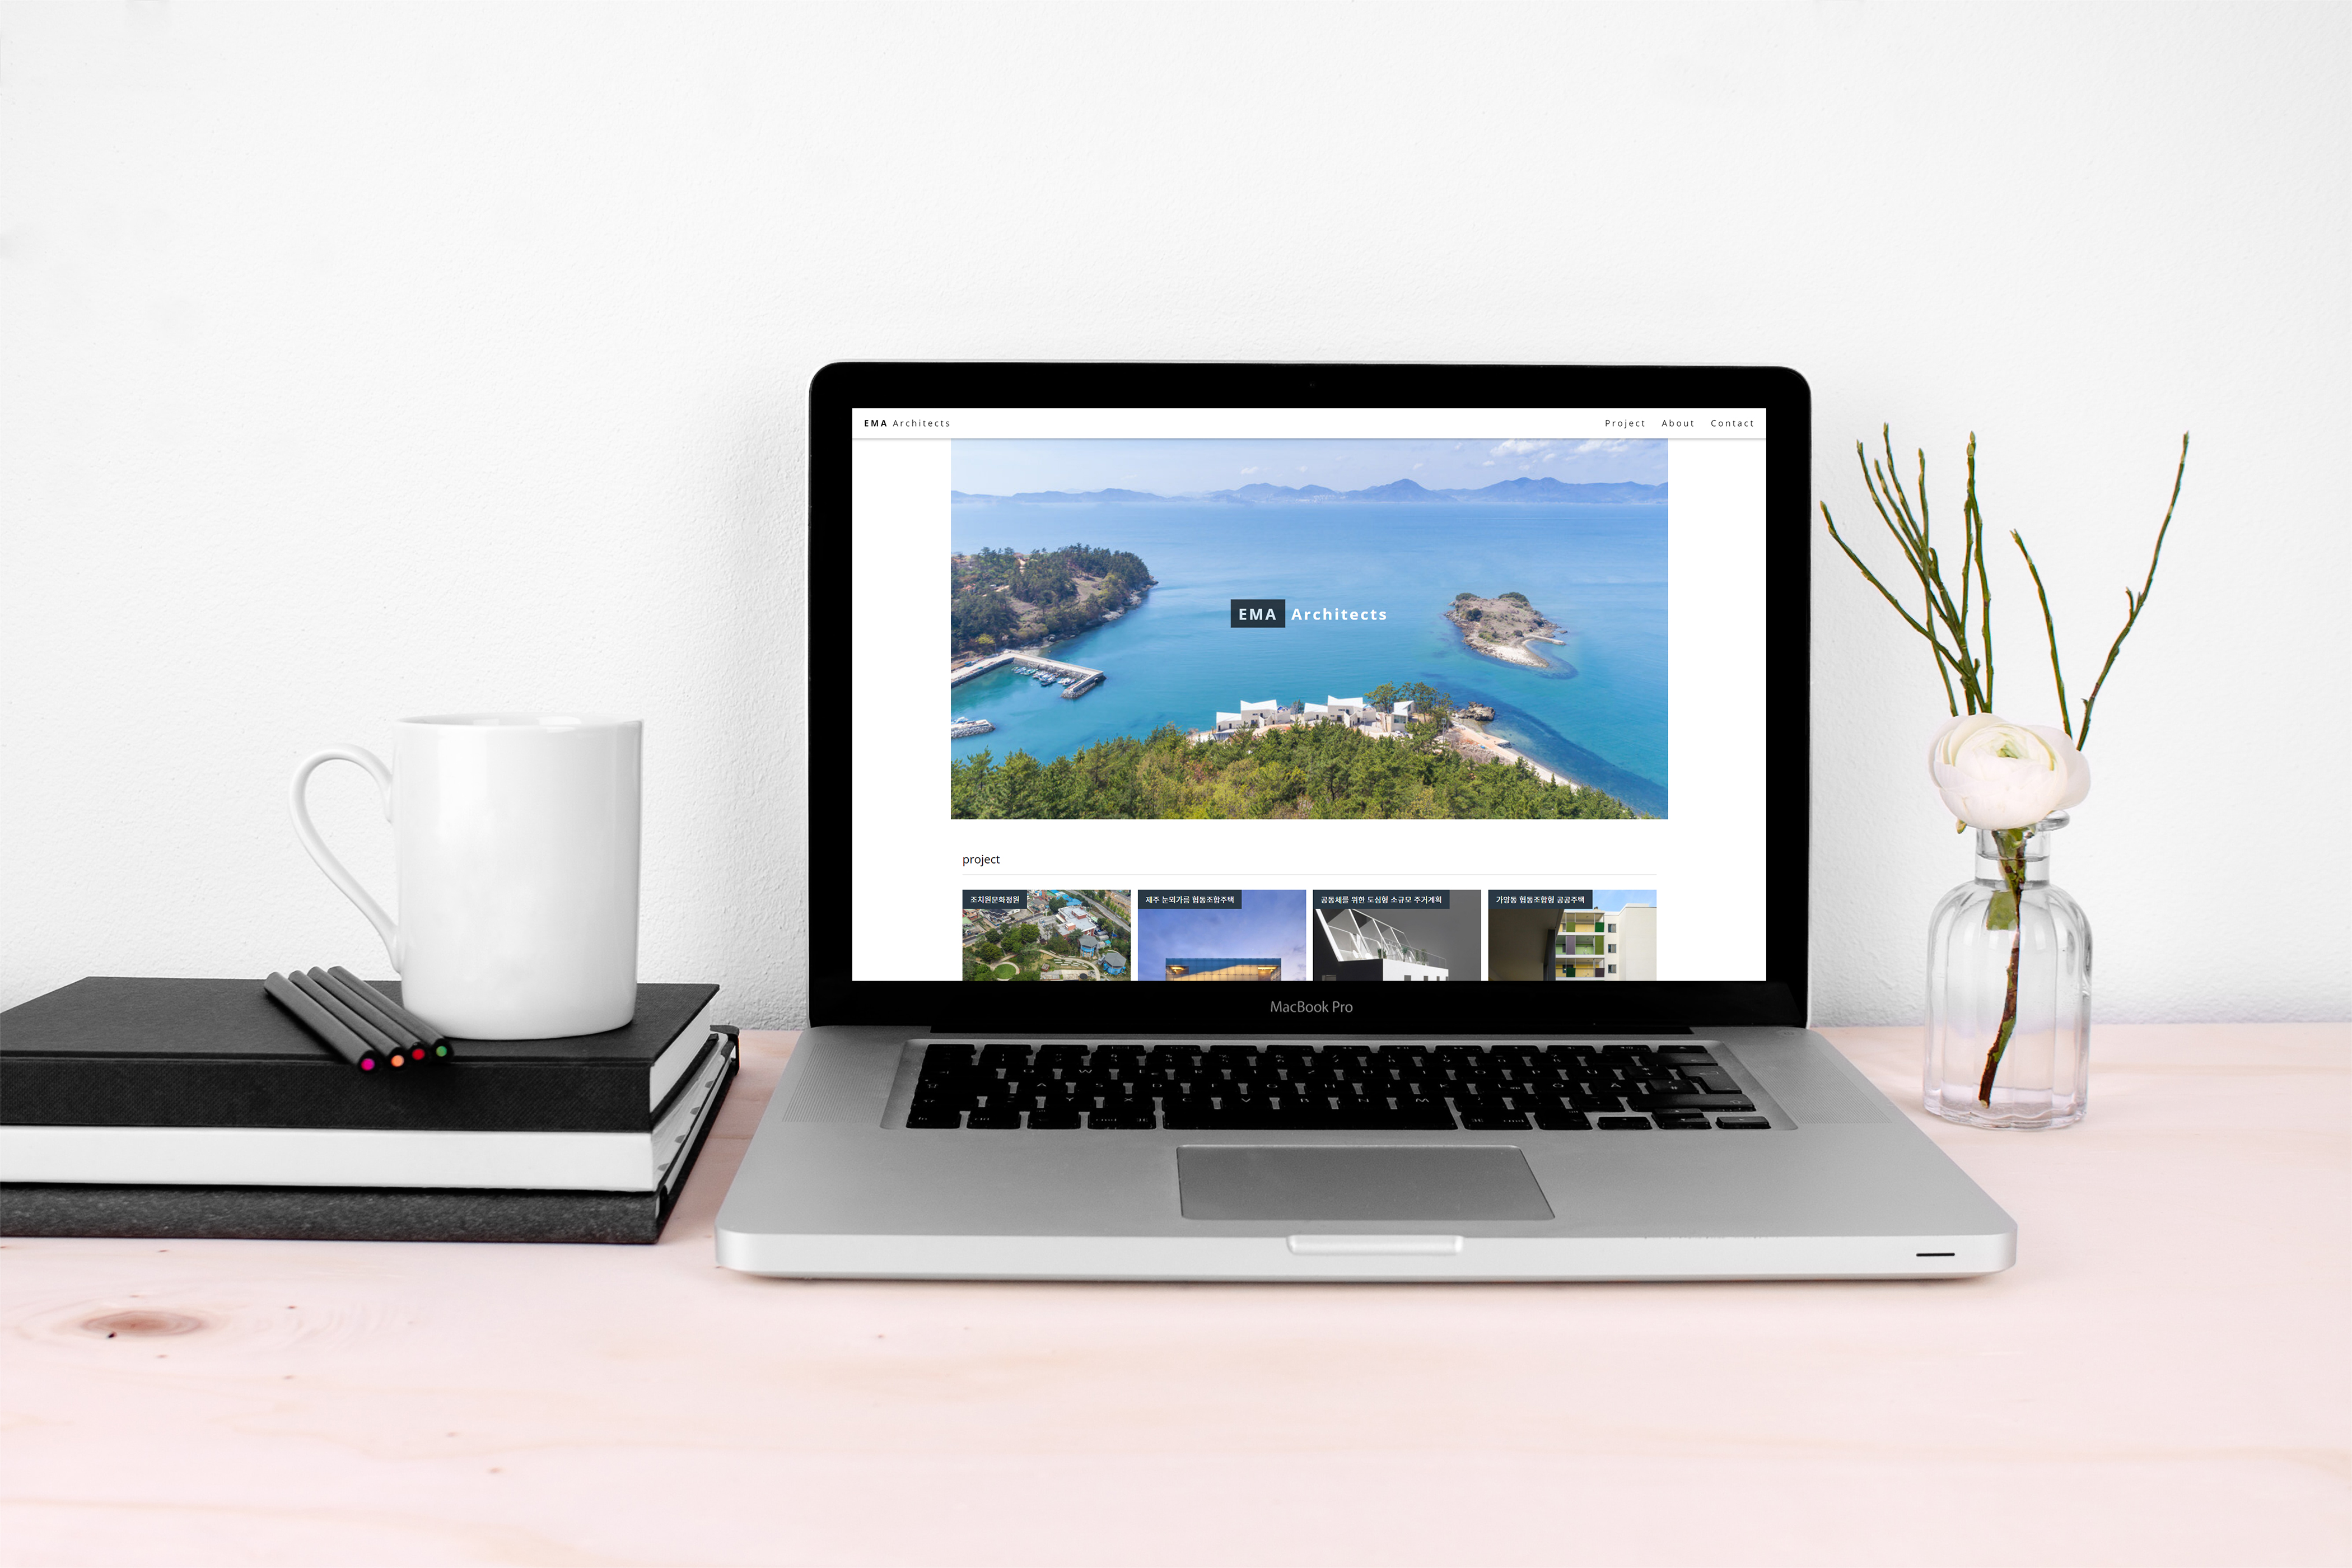 EMA Architects
Project About Contact
EMA Architects
project
조치원문화정원
제주 눈뫼가름 협동조합주택
공동체를 위한 도심형 소규모 주거계획
가양동 협동조합형 공공주택
MacBook Pro